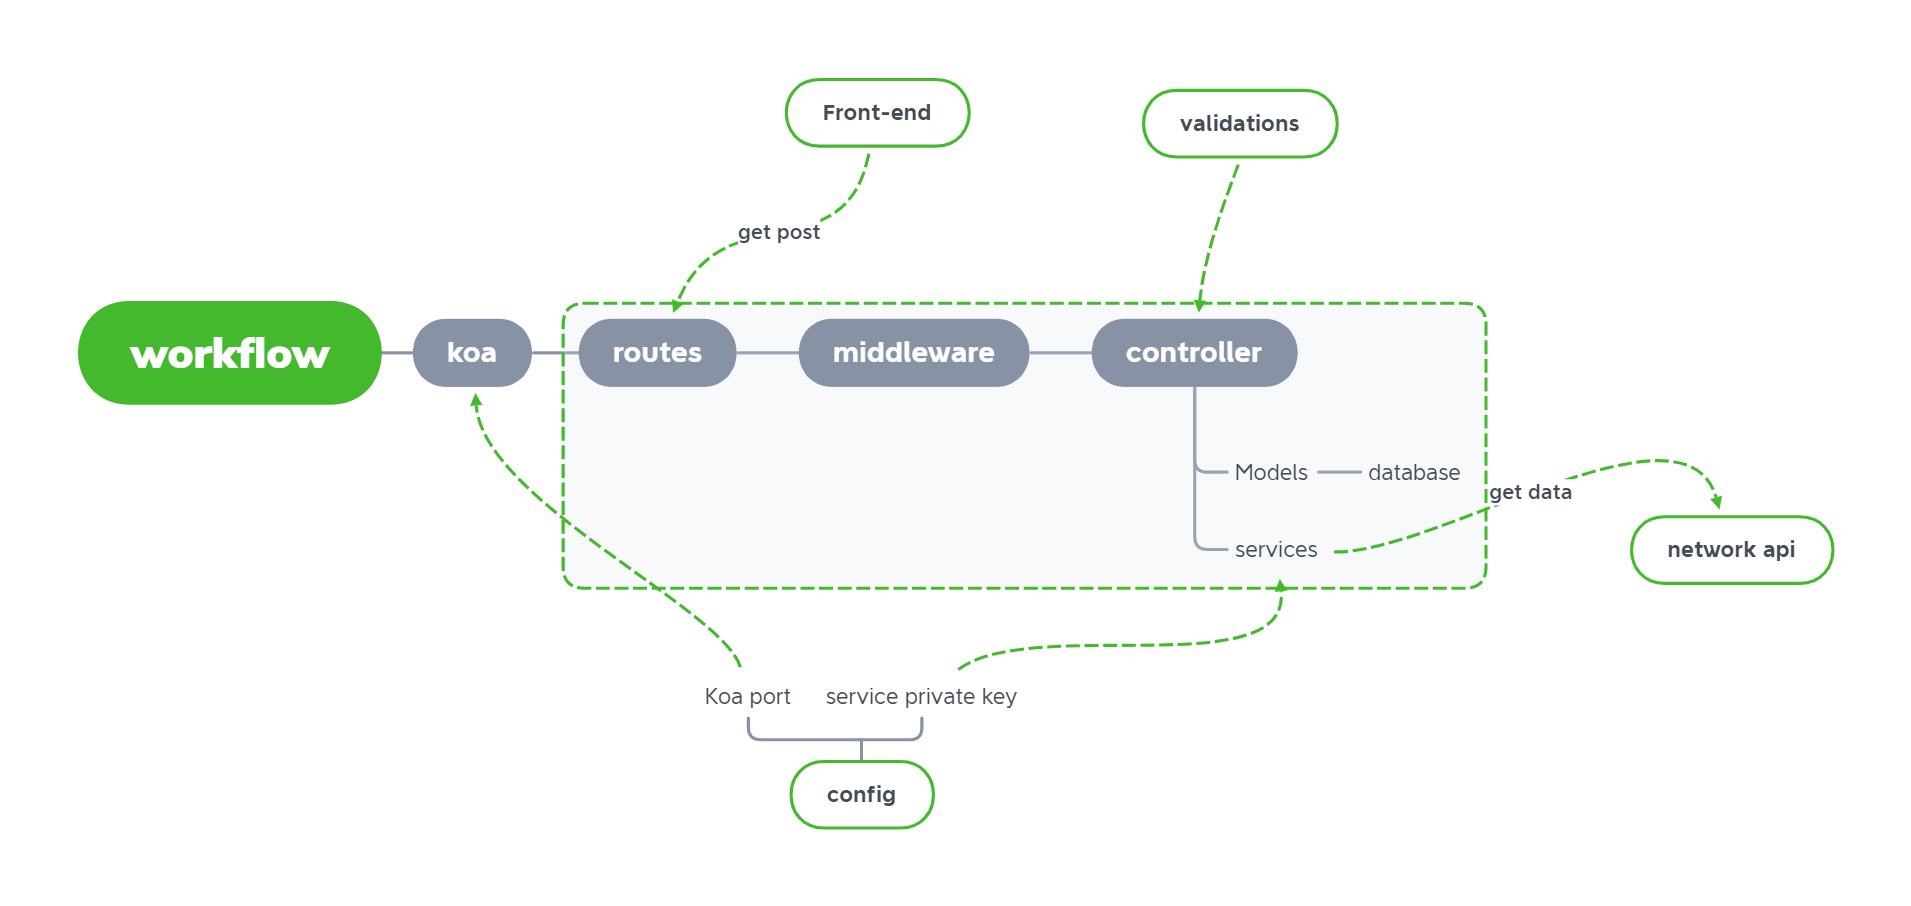 Front-end
validations
get post
workflow
koa
routes
middleware
controller
Models
database
get data
services
network api
Koa port
service private key
config